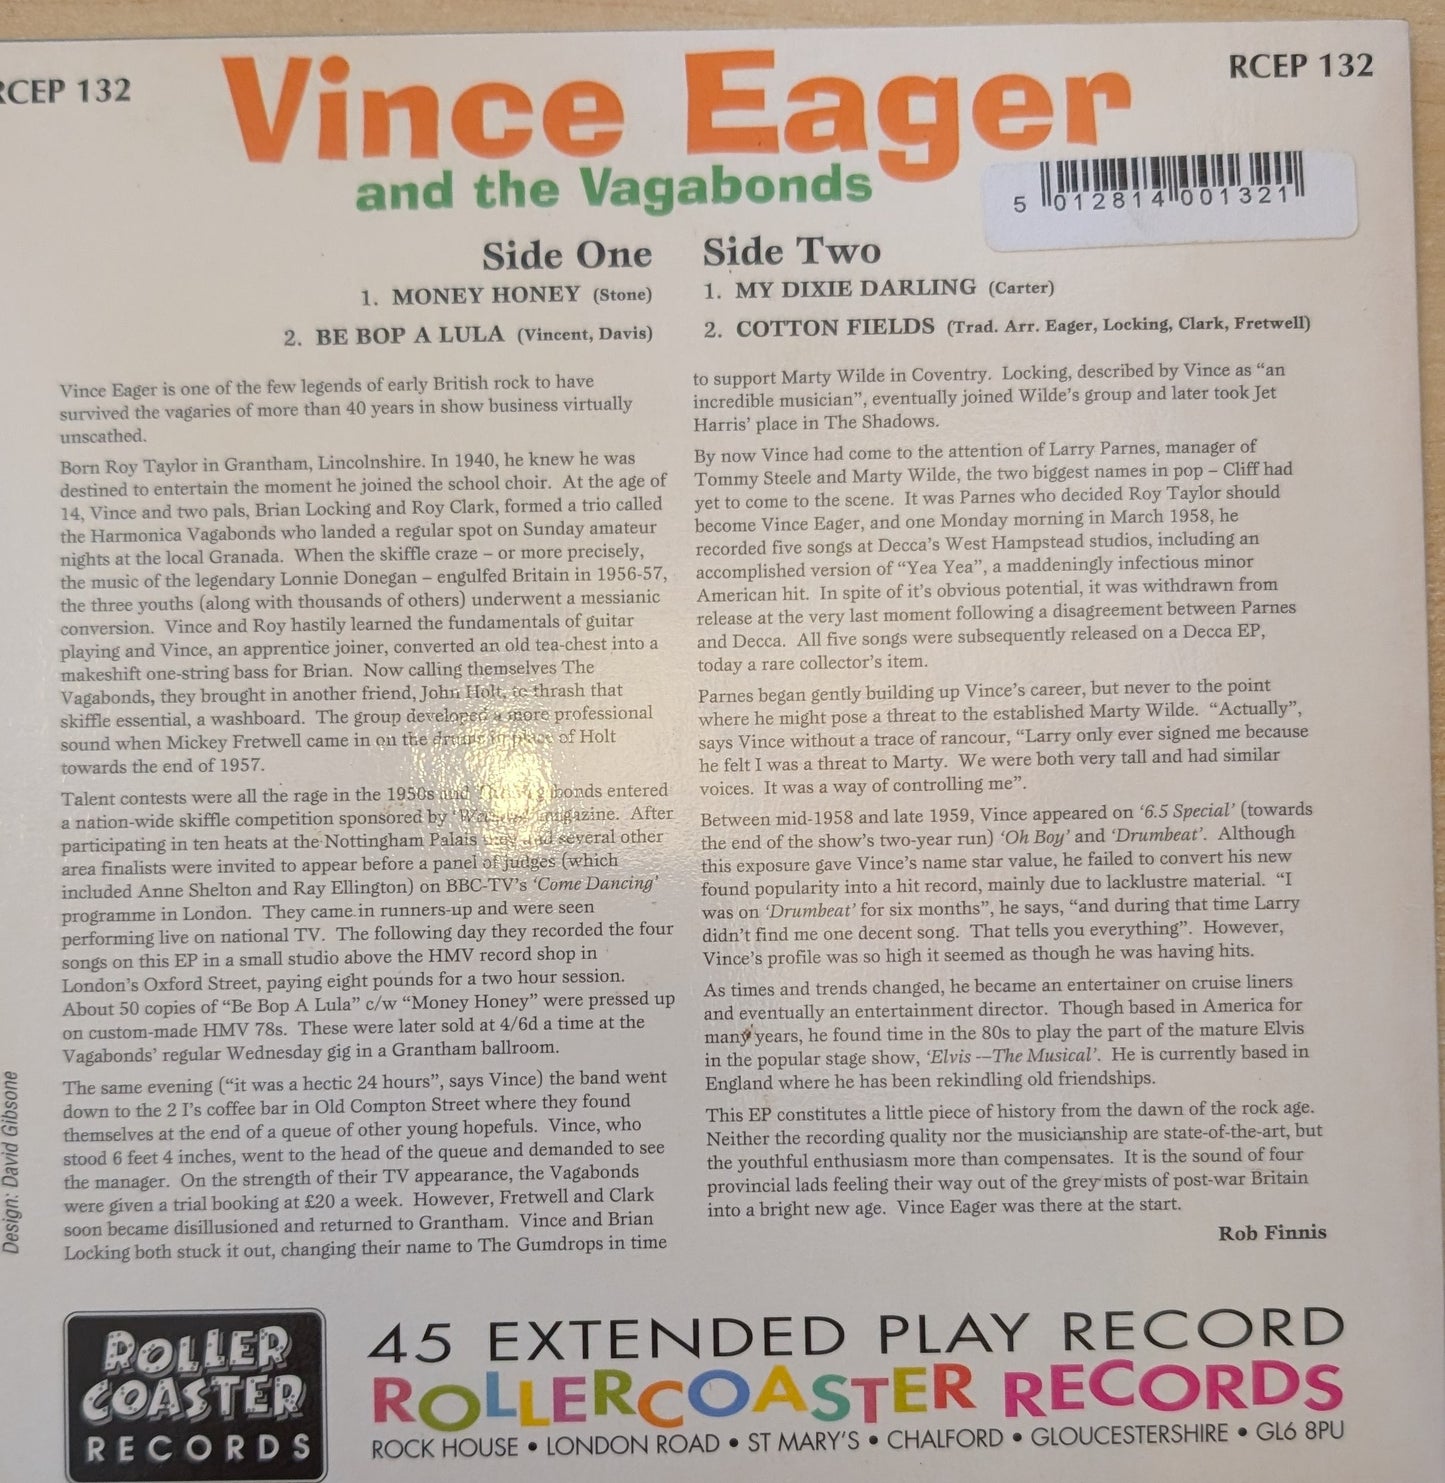 RCEP 132
Vince Eager
RCEP 132
and the Vagabonds
5 012814 001321
Side One
1. MONEY HONEY (Stone)
2. BE BOP A LULA (Vincent, Davis)
Side Two
1. MY DIXIE DARLING (Carter)
2. COTTON FIELDS (Trad. Arr. Eager, Locking, Clark, Fretwell)
Vince Eager is one of the few legends of early British rock to have
survived the vagaries of more than 40 years in show business virtually
unscathed.
Born Roy Taylor in Grantham, Lincolnshire. In 1940, he knew he was
destined to entertain the moment he joined the school choir. At the age of
14, Vince and two pals, Brian Locking and Roy Clark, formed a trio called
the Harmonica Vagabonds who landed a regular spot on Sunday amateur
nights at the local Granada. When the skiffle craze – or more precisely,
the music of the legendary Lonnie Donegan – engulfed Britain in 1956-57,
the three youths (along with thousands of others) underwent a messianic
conversion. Vince and Roy hastily learned the fundamentals of guitar
playing and Vince, an apprentice joiner, converted an old tea-chest into a
makeshift one-string bass for Brian. Now calling themselves The
Vagabonds, they brought in another friend, John Holt, to thrash that
skiffle essential, a washboard. The group developed a more professional
sound when Mickey Fretwell came in on the drums in place of Holt
towards the end of 1957.
Talent contests were all the rage in the 1950s and The Vagabonds entered
a nation-wide skiffle competition sponsored by magazine. After
participating in ten heats at the Nottingham Palais they and several other
area finalists were invited to appear before a panel of judges (which
included Anne Shelton and Ray Ellington) on BBC-TV's 'Come Dancing'
programme in London. They came in runners-up and were seen
performing live on national TV. The following day they recorded the four
songs on this EP in a small studio above the HMV record shop in
London's Oxford Street, paying eight pounds for a two hour session.
About 50 copies of "Be Bop A Lula" c/w "Money Honey" were pressed up
on custom-made HMV 78s. These were later sold at 4/6d a time at the
Vagabonds' regular Wednesday gig in a Grantham ballroom.
The same evening ("it was a hectic 24 hours", says Vince) the band went
down to the 2 I's coffee bar in Old Compton Street where they found
themselves at the end of a queue of other young hopefuls. Vince, who
stood 6 feet 4 inches, went to the head of the queue and demanded to see
the manager. On the strength of their TV appearance, the Vagabonds
were given a trial booking at £20 a week. However, Fretwell and Clark
soon became disillusioned and returned to Grantham. Vince and Brian
Locking both stuck it out, changing their name to The Gumdrops in time
to support Marty Wilde in Coventry. Locking, described by Vince as "an
incredible musician", eventually joined Wilde's group and later took Jet
Harris' place in The Shadows.
By now Vince had come to the attention of Larry Parnes, manager of
Tommy Steele and Marty Wilde, the two biggest names in pop – Cliff had
yet to come to the scene. It was Parnes who decided Roy Taylor should
become Vince Eager, and one Monday morning in March 1958, he
recorded five songs at Decca's West Hampstead studios, including an
accomplished version of "Yea Yea", a maddeningly infectious minor
American hit. In spite of it's obvious potential, it was withdrawn from
release at the very last moment following a disagreement between Parnes
and Decca. All five songs were subsequently released on a Decca EP,
today a rare collector's item.
Parnes began gently building up Vince's career, but never to the point
where he might pose a threat to the established Marty Wilde. "Actually",
says Vince without a trace of rancour, "Larry only ever signed me because
he felt I was a threat to Marty. We were both very tall and had similar
voices. It was a way of controlling me".
Between mid-1958 and late 1959, Vince appeared on '6.5 Special' (towards
the end of the show's two-year run) 'Oh Boy' and 'Drumbeat'. Although
this exposure gave Vince's name star value, he failed to convert his new
found popularity into a hit record, mainly due to lacklustre material. "I
was on 'Drumbeat' for six months", he says, "and during that time Larry
didn't find me one decent song. That tells you everything". However,
Vince's profile was so high it seemed as though he was having hits.
As times and trends changed, he became an entertainer on cruise liners
and eventually an entertainment director. Though based in America for
many years, he found time in the 80s to play the part of the mature Elvis
in the popular stage show, 'Elvis -–The Musical'. He is currently based in
England where he has been rekindling old friendships.
This EP constitutes a little piece of history from the dawn of the rock age.
Neither the recording quality nor the musicianship are state-of-the-art, but
the youthful enthusiasm more than compensates. It is the sound of four
provincial lads feeling their way out of the grey mists of post-war Britain
into a bright new age. Vince Eager was there at the start.
Rob Finnis
Design: David Gibsone
ROLLER
COASTER
RECORDS
45 EXTENDED PLAY RECORD
ROLLERCOASTER RECORDS
ROCK HOUSE • LONDON ROAD • ST MARY'S • CHALFORD • GLOUCESTERSHIRE • GL6 8PU